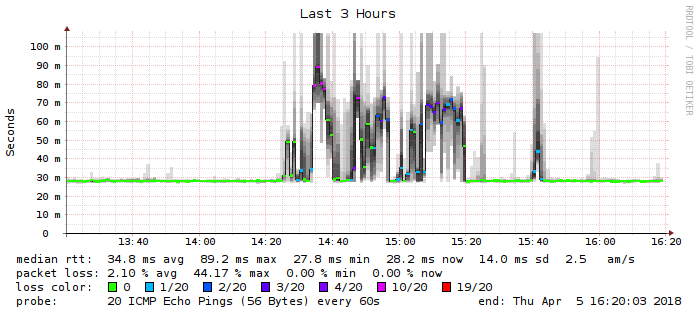 Last 3 Hours
RRDTOOL / TOBI OETIKER
Seconds
100 m
90 m
80 m
70 m
60 m
50 m
40 m
30 m
20 m
10 m
0
13:40 14:00 14:20 14:40 15:00 15:20 15:40 16:00 16:20
median rtt: 34.8 ms avg 89.2 ms max 27.8 ms min 28.2 ms now 14.0 ms sd 2.5 am/s
packet loss: 2.10 % avg 44.17 % max 0.00 % min 0.00 % now
loss color: 0 1/20 2/20 3/20 4/20 10/20 19/20
probe: 20 ICMP Echo Pings (56 Bytes) every 60s end: Thu Apr 5 16:20:03 2018